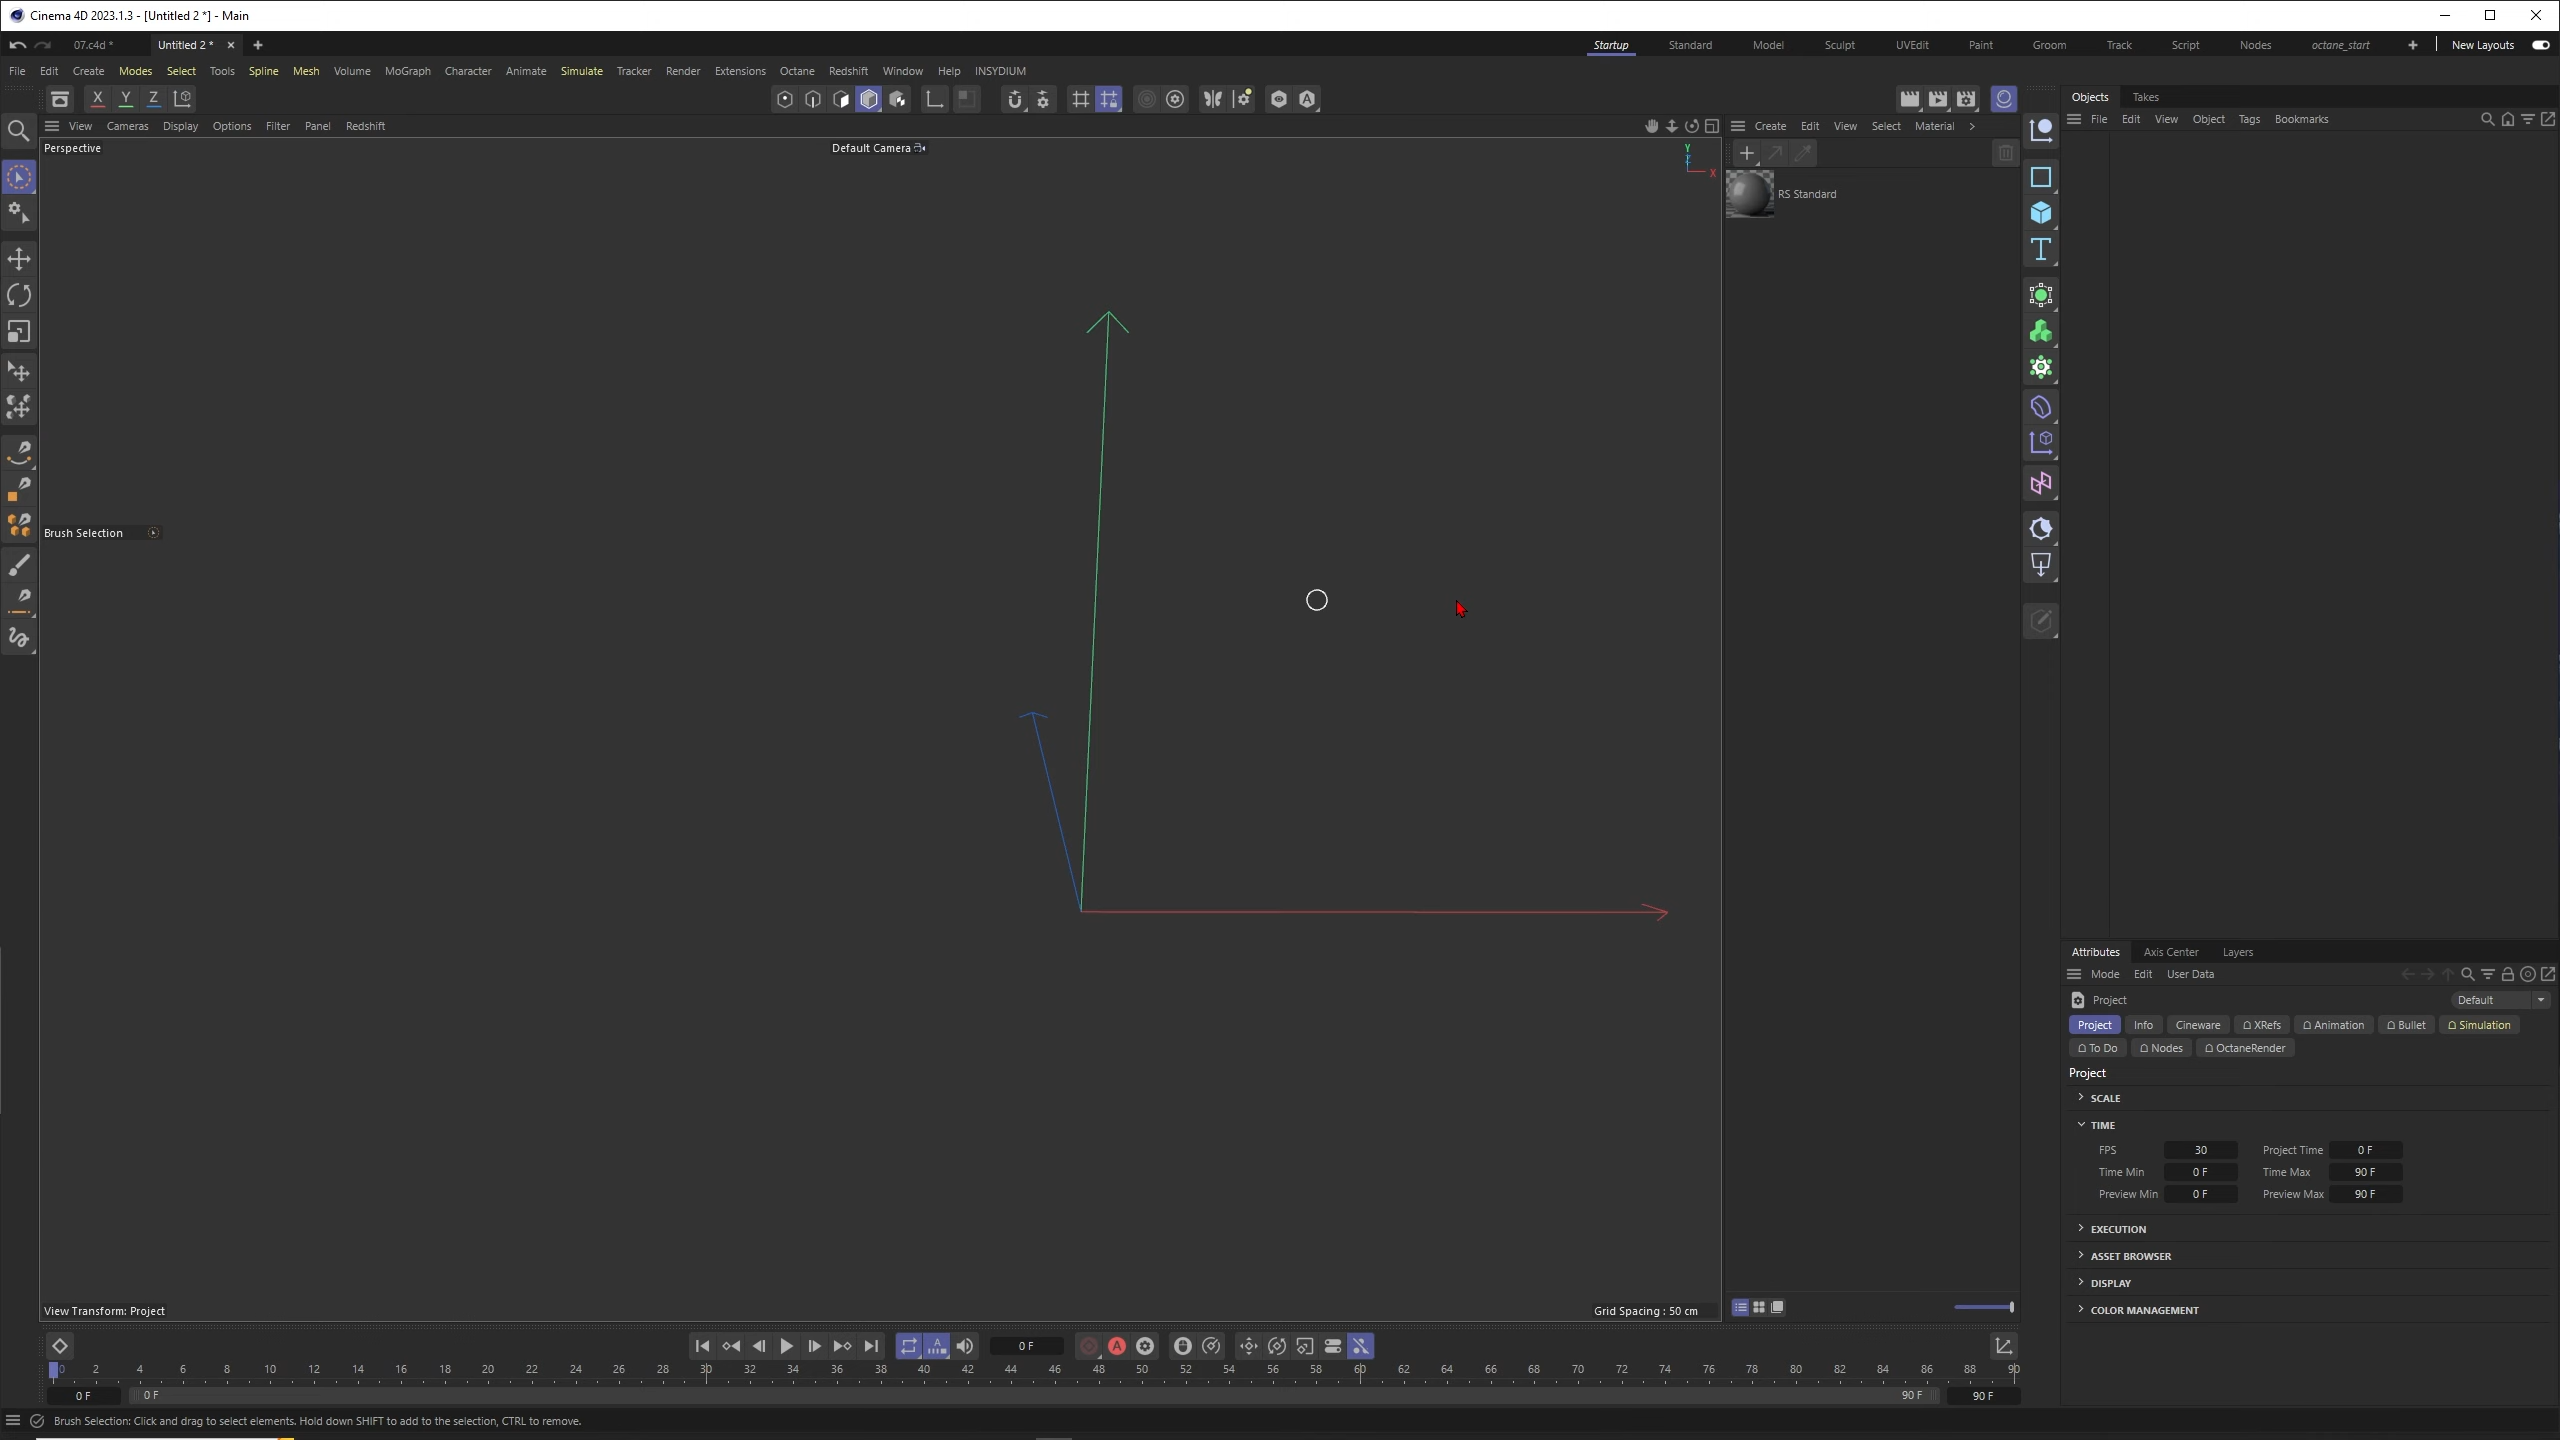 Cinema 4D 2023.1.3 - [Untitled 2 *] - Main
07.c4d * Untitled 2 * Startup Standard Model Sculpt UVEdit Paint Groom Track Script Nodes octane_start New Layouts
File Edit Create Modes Select Tools Spline Mesh Volume MoGraph Character Animate Simulate Tracker Render Extensions Octane Redshift Window Help INSYDIUM
X Y Z
Objects Takes
View Cameras Display Options Filter Panel Redshift
Create Edit View Select Material
File Edit View Object Tags Bookmarks
Perspective Default Camera
Y
Z
X
RS Standard
Brush Selection
Attributes Axis Center Layers
Mode Edit User Data
Project Default
Project Info Cineware XRefs Animation Bullet Simulation
To Do Nodes OctaneRender
Project
SCALE
TIME
FPS 30 Project Time 0 F
Time Min 0 F Time Max 90 F
Preview Min 0 F Preview Max 90 F
EXECUTION
ASSET BROWSER
DISPLAY
COLOR MANAGEMENT
View Transform: Project Grid Spacing : 50 cm
0 F
0 2 4 6 8 10 12 14 16 18 20 22 24 26 28 30 32 34 36 38 40 42 44 46 48 50 52 54 56 58 60 62 64 66 68 70 72 74 76 78 80 82 84 86 88 90
0 F 0 F 90 F 90 F
Brush Selection: Click and drag to select elements. Hold down SHIFT to add to the selection, CTRL to remove.